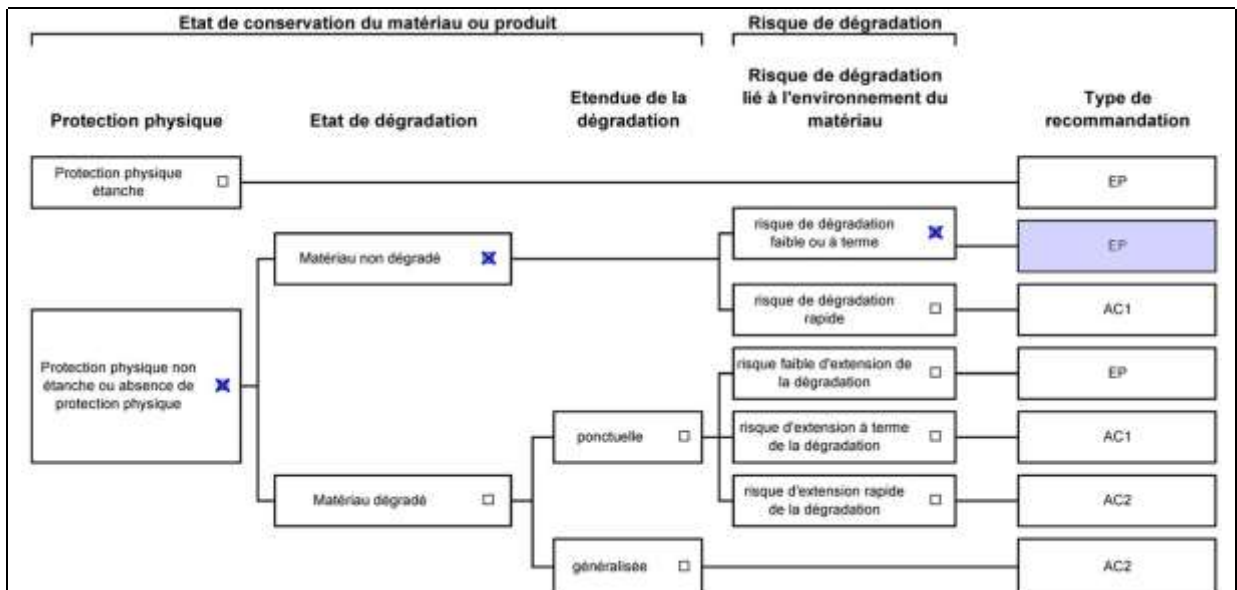 Etat de conservation du matériau ou produit
Risque de dégradation
Protection physique
Etat de dégradation
Etendue de la
dégradation
Risque de dégradation
lié à l'environnement du
matériau
Type de
recommandation
Protection physique
étanche
EP
risque de dégradation
faible ou à terme
EP
Matériau non dégradé
risque de dégradation
rapide
AC1
Protection physique non
étanche ou absence de
protection physique
risque faible d'extension de
la dégradation
EP
ponctuelle
risque d'extension à terme
de la dégradation
AC1
Matériau dégradé
risque d'extension rapide
de la dégradation
AC2
généralisée
AC2